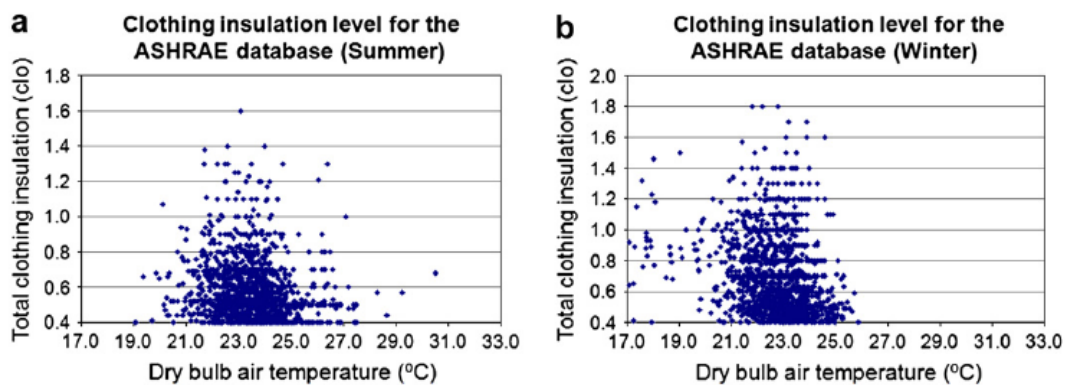 a
Clothing insulation level for the
ASHRAE database (Summer)
Total clothing insulation (clo)
1.8
1.6
1.4
1.2
1.0
0.8
0.6
0.4
17.0 19.0 21.0 23.0 25.0 27.0 29.0 31.0 33.0
Dry bulb air temperature (ºC)
b
Clothing insulation level for the
ASHRAE database (Winter)
Total clothing insulation (clo)
2.0
1.8
1.6
1.4
1.2
1.0
0.8
0.6
0.4
17.0 19.0 21.0 23.0 25.0 27.0 29.0 31.0 33.0
Dry bulb air temperature (ºC)